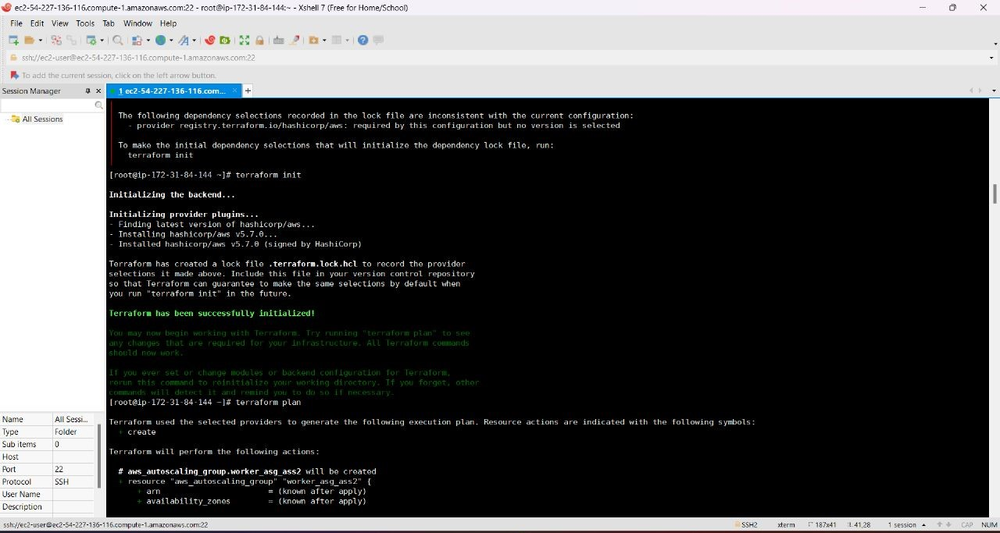 ec2-54-227-136-116.compute-1.amazonaws.com:22 - root@ip-172-31-84-144:~ - Xshell 7 (Free for Home/School)
File Edit View Tools Tab Window Help
ssh://ec2-user@ec2-54-227-136-116.compute-1.amazonaws.com:22
To add the current session, click on the left arrow button.
Session Manager
1 ec2-54-227-136-116.com...
All Sessions
The following dependency selections recorded in the lock file are inconsistent with the current configuration:
- provider registry.terraform.io/hashicorp/aws: required by this configuration but no version is selected
To make the initial dependency selections that will initialize the dependency lock file, run:
terraform init
[root@ip-172-31-84-144 ~]# terraform init
Initializing the backend...
Initializing provider plugins...
- Finding latest version of hashicorp/aws...
- Installing hashicorp/aws v5.7.0...
- Installed hashicorp/aws v5.7.0 (signed by HashiCorp)
Terraform has created a lock file .terraform.lock.hcl to record the provider
selections it made above. Include this file in your version control repository
so that Terraform can guarantee to make the same selections by default when
you run "terraform init" in the future.
Terraform has been successfully initialized!
You may now begin working with Terraform. Try running "terraform plan" to see
any changes that are required for your infrastructure. All Terraform commands
should now work.
If you ever set or change modules or backend configuration for Terraform,
rerun this command to reinitialize your working directory. If you forget, other
commands will detect it and remind you to do so if necessary.
[root@ip-172-31-84-144 ~]# terraform plan
Terraform used the selected providers to generate the following execution plan. Resource actions are indicated with the following symbols:
+ create
Terraform will perform the following actions:
# aws_autoscaling_group.worker_asg_ass2 will be created
+ resource "aws_autoscaling_group" "worker_asg_ass2" {
+ arn = (known after apply)
+ availability_zones = (known after apply)
Name All Sessi...
Type Folder
Sub items 0
Host
Port 22
Protocol SSH
User Name
Description
ssh://ec2-user@ec2-54-227-136-116.compute-1.amazonaws.com:22
SSH2 xterm 187x41 41,28 1 session CAP NUM